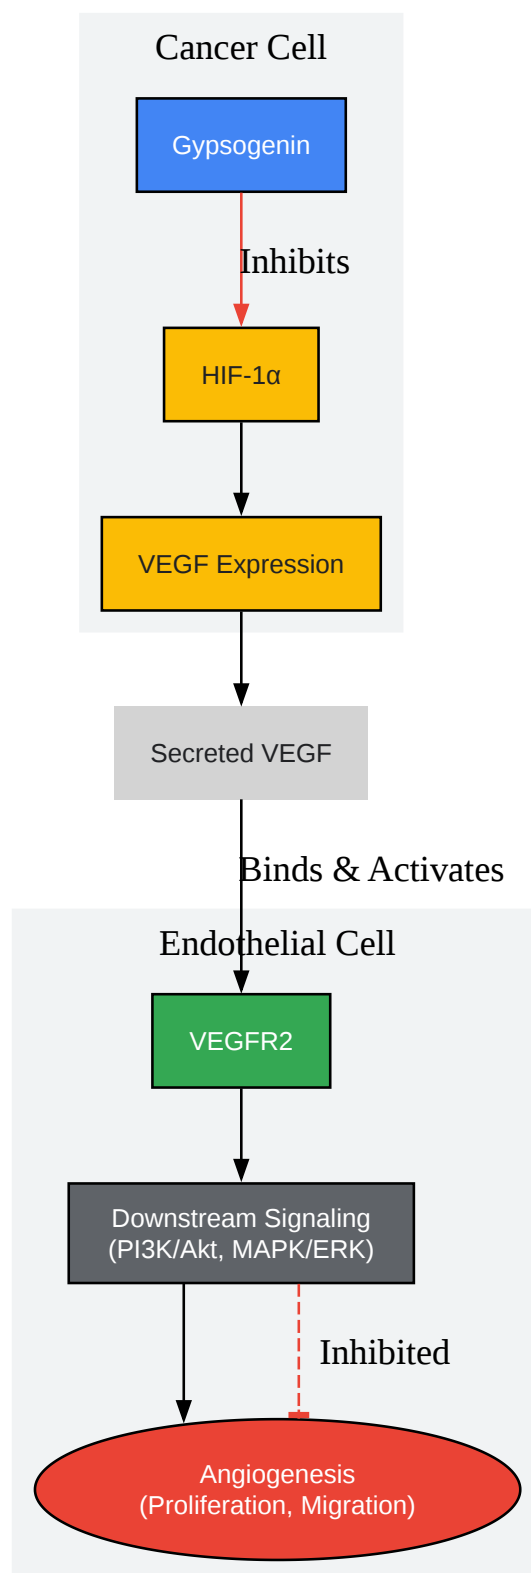 Cancer Cell
Gypsogenin
Inhibits
HIF-1α
VEGF Expression
Secreted VEGF
Binds & Activates
Endothelial Cell
VEGFR2
Downstream Signaling
(PI3K/Akt, MAPK/ERK)
Inhibited
Angiogenesis
(Proliferation, Migration)